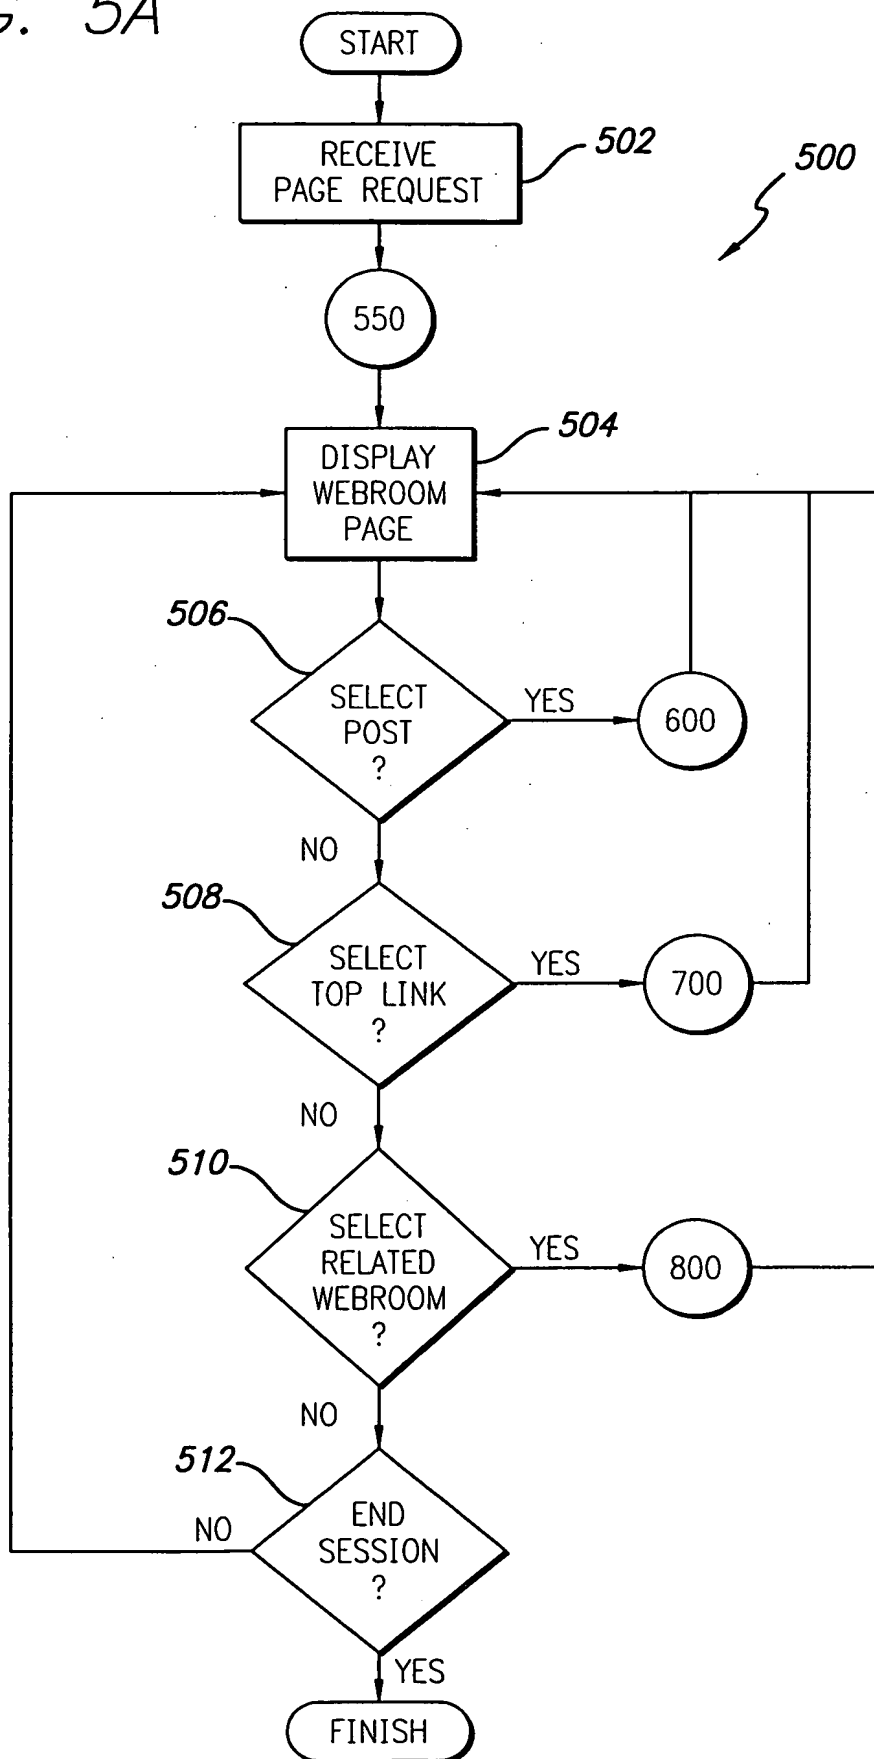 G. 5A
START
RECEIVE
PAGE REQUEST
502
500
550
504
DISPLAY
WEBROOM
PAGE
506
SELECT
POST
?
YES
600
NO
508
SELECT
TOP LINK
?
YES
700
NO
510
SELECT
RELATED
WEBROOM
?
YES
800
NO
512
END
SESSION
?
NO
YES
FINISH